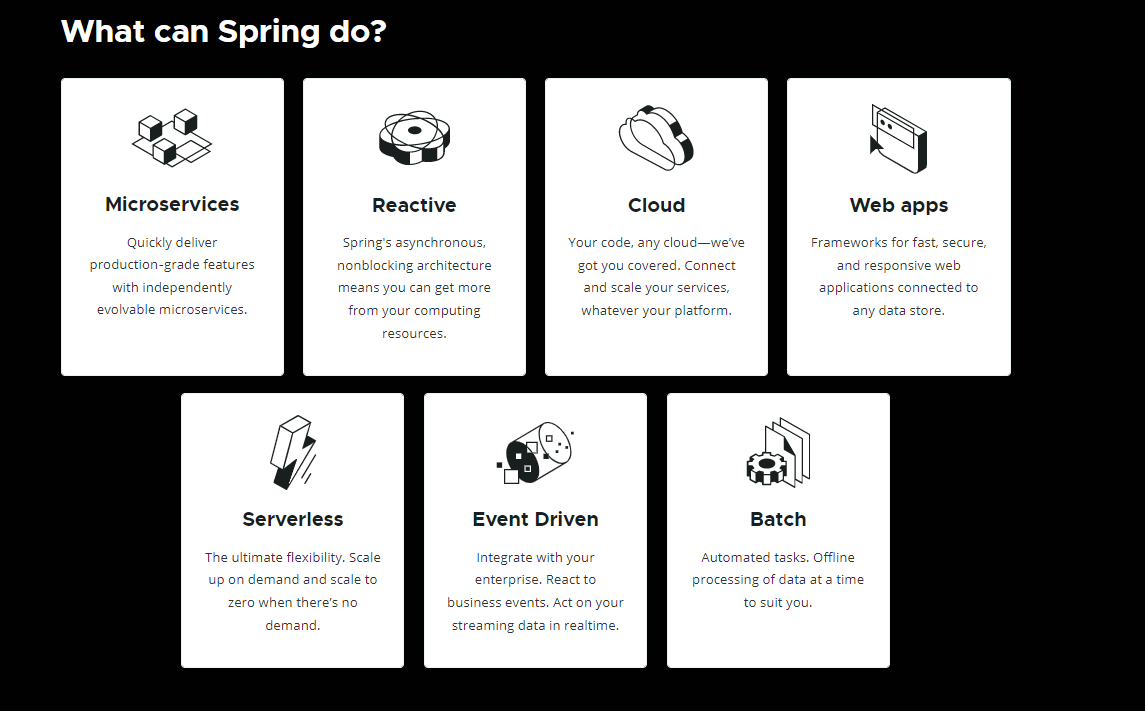 What can Spring do?
Microservices
Quickly deliver
production-grade features
with independently
evolvable microservices.
Reactive
Spring's asynchronous,
nonblocking architecture
means you can get more
from your computing
resources.
Cloud
Your code, any cloud—we've
got you covered. Connect
and scale your services,
whatever your platform.
Web apps
Frameworks for fast, secure,
and responsive web
applications connected to
any data store.
Serverless
The ultimate flexibility. Scale
up on demand and scale to
zero when there's no
demand.
Event Driven
Integrate with your
enterprise. React to
business events. Act on your
streaming data in realtime.
Batch
Automated tasks. Offline
processing of data at a time
to suit you.